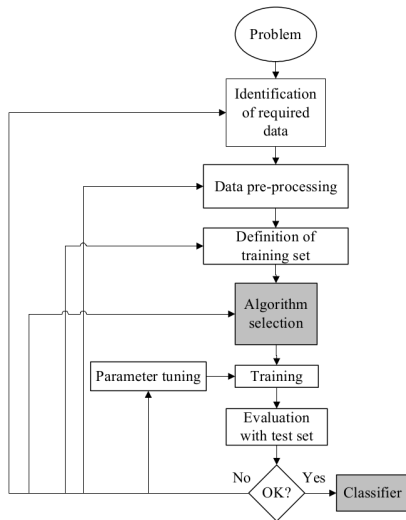 Problem
Identification
of required
data
Data pre-processing
Definition of
training set
Algorithm
selection
Parameter tuning
Training
Evaluation
with test set
No
OK?
Yes
Classifier